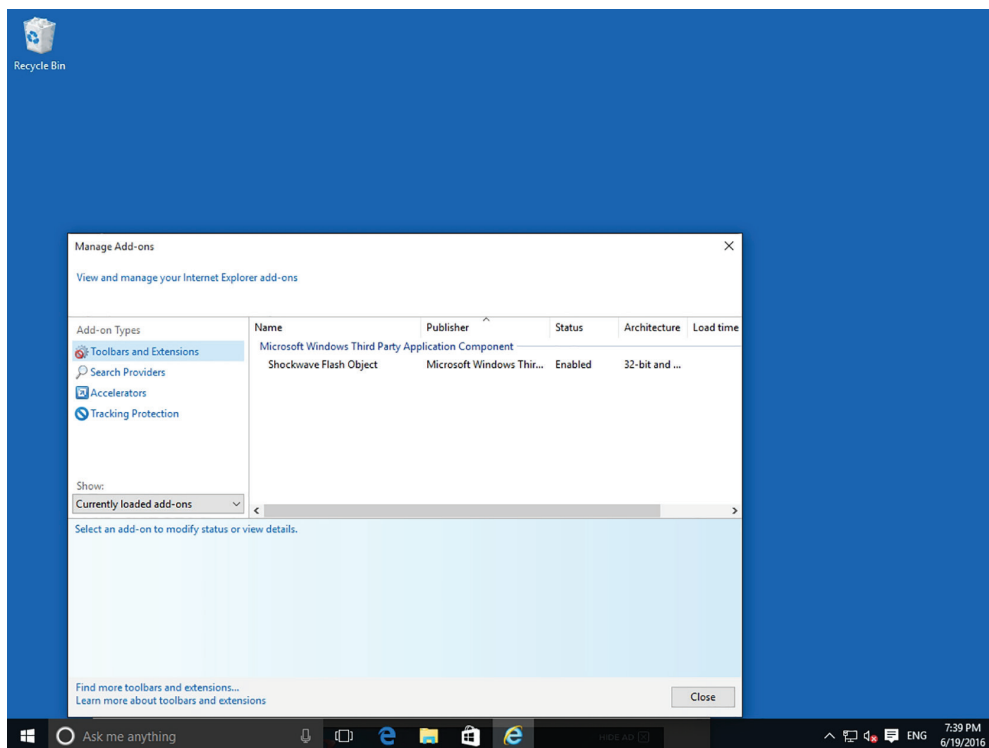 Recycle Bin
Manage Add-ons
View and manage your Internet Explorer add-ons
Add-on Types
Toolbars and Extensions
Search Providers
Accelerators
Tracking Protection
Show:
Currently loaded add-ons
Name Publisher Status Architecture Load time
Microsoft Windows Third Party Application Component
Shockwave Flash Object Microsoft Windows Thir... Enabled 32-bit and ...
Select an add-on to modify status or view details.
Find more toolbars and extensions...
Learn more about toolbars and extensions
Close
Ask me anything
HIDE AD
ENG
7:39 PM
6/19/2016